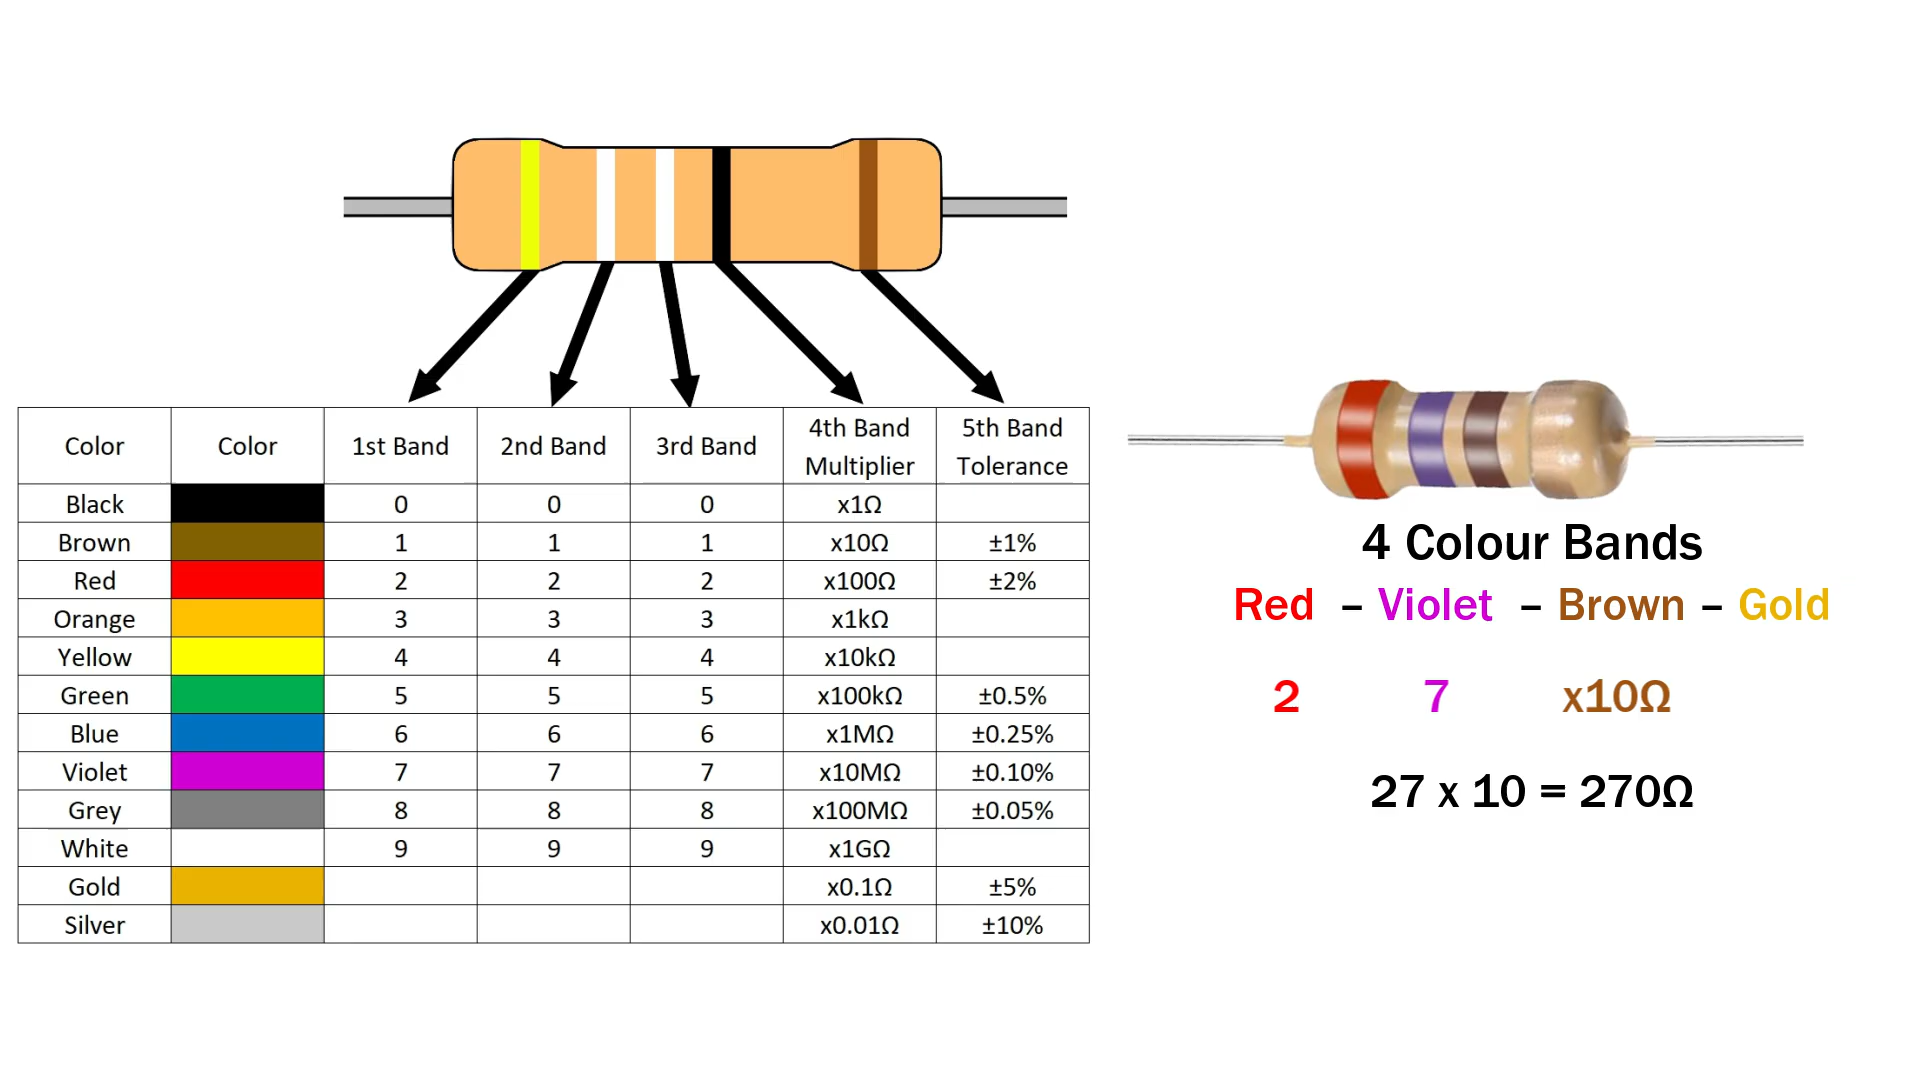 Color Color 1st Band 2nd Band 3rd Band 4th Band Multiplier 5th Band Tolerance
Black 0 0 0 x1Ω
Brown 1 1 1 x10Ω ±1%
Red 2 2 2 x100Ω ±2%
Orange 3 3 3 x1kΩ
Yellow 4 4 4 x10kΩ
Green 5 5 5 x100kΩ ±0.5%
Blue 6 6 6 x1MΩ ±0.25%
Violet 7 7 7 x10MΩ ±0.10%
Grey 8 8 8 x100MΩ ±0.05%
White 9 9 9 x1GΩ
Gold x0.1Ω ±5%
Silver x0.01Ω ±10%
4 Colour Bands
Red – Violet – Brown – Gold
2 7 x10Ω
27 x 10 = 270Ω